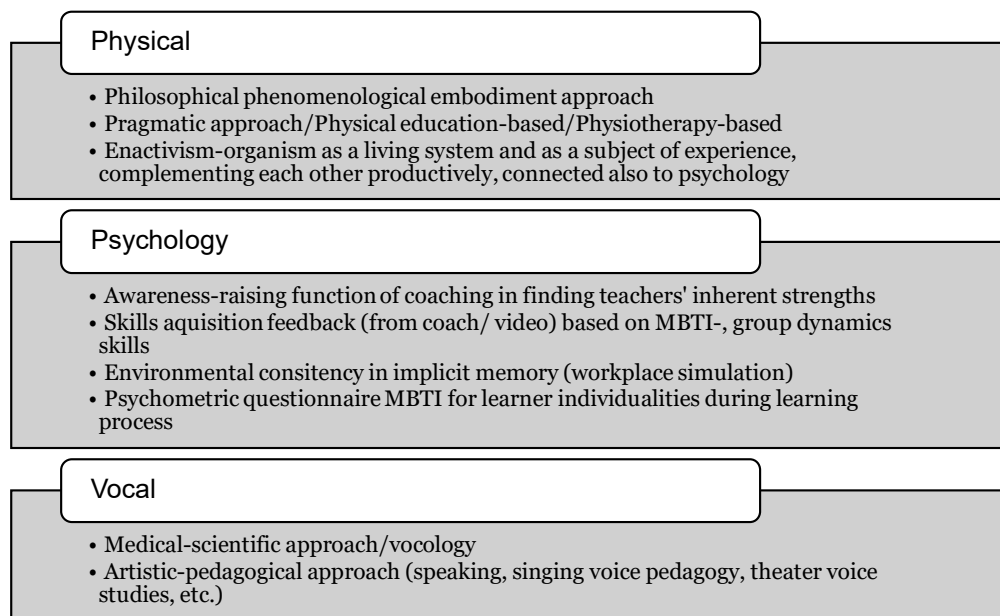 Physical
• Philosophical phenomenological embodiment approach
• Pragmatic approach/Physical education-based/Physiotherapy-based
• Enactivism-organism as a living system and as a subject of experience,
complementing each other productively, connected also to psychology
Psychology
• Awareness-raising function of coaching in finding teachers' inherent strengths
• Skills aquisition feedback (from coach/ video) based on MBTI-, group dynamics
skills
• Environmental consitency in implicit memory (workplace simulation)
• Psychometric questionnaire MBTI for learner individualities during learning
process
Vocal
• Medical-scientific approach/vocology
• Artistic-pedagogical approach (speaking, singing voice pedagogy, theater voice
studies, etc.)